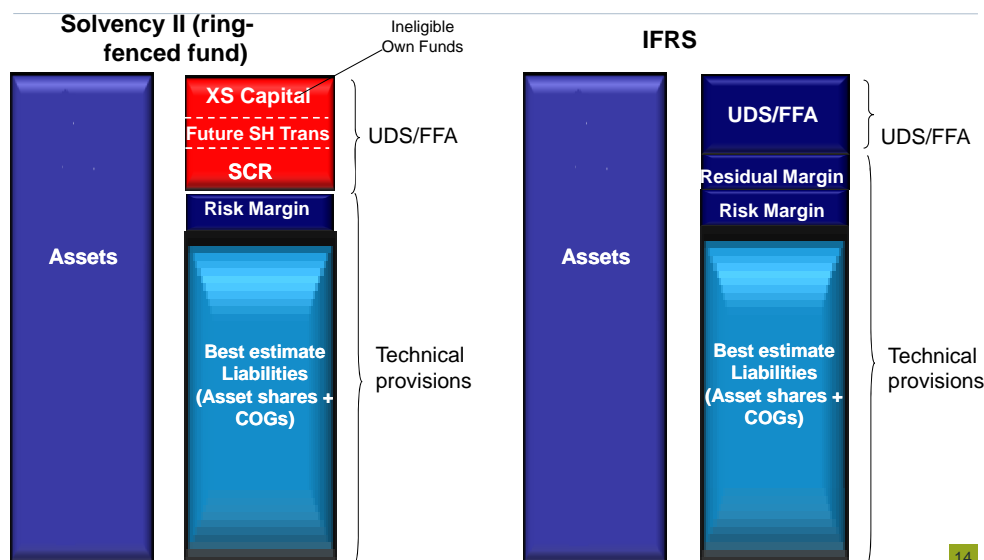 Solvency II (ring-
fenced fund)
Ineligible
Own Funds
IFRS
Assets
XS Capital
Future SH Trans
SCR
UDS/FFA
Risk Margin
Best estimate
Liabilities
(Asset shares +
COGs)
Technical
provisions
Assets
UDS/FFA
UDS/FFA
Residual Margin
Risk Margin
Best estimate
Liabilities
(Asset shares +
COGs)
Technical
provisions
14